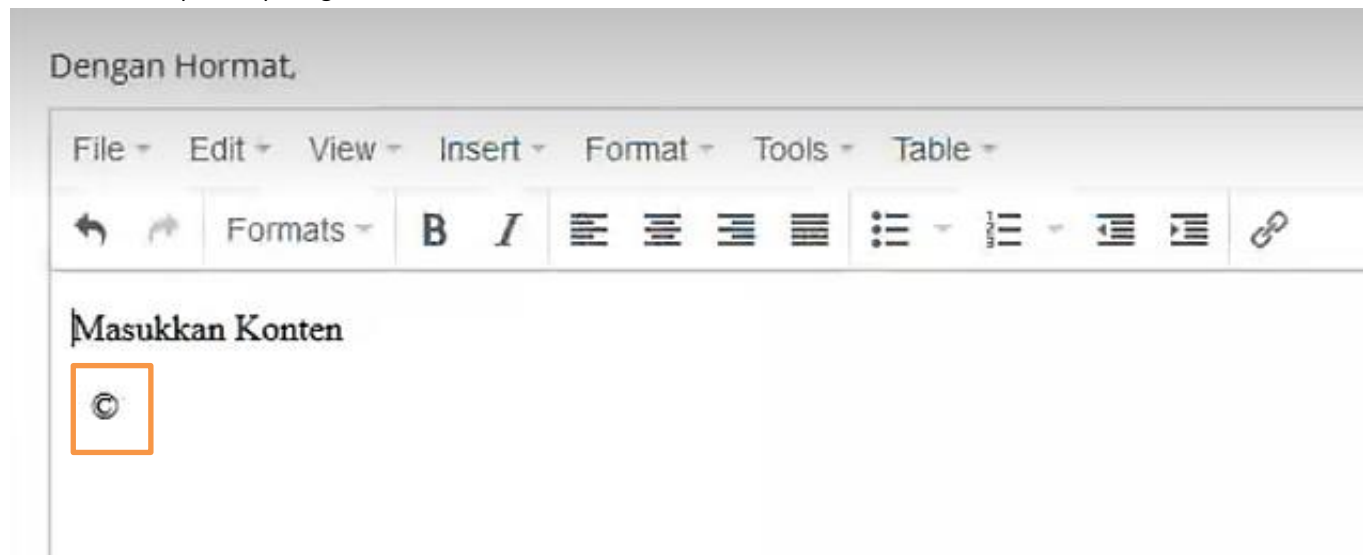 Dengan Hormat,
File Edit View Insert Format Tools Table
Formats B I
Masukkan Konten
©